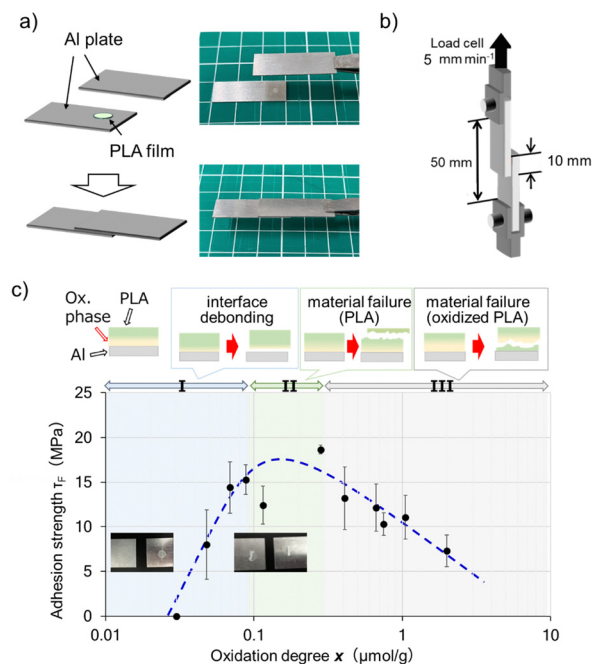 a)
Al plate
PLA film
b)
Load cell
5 mm min-1
50 mm
10 mm
c)
Ox.
phase
PLA
Al
interface
debonding
material failure
(PLA)
material failure
(oxidized PLA)
I
II
III
25
20
15
10
5
0
Adhesion strength τF (MPa)
0.01
0.1
1
10
Oxidation degree x (μmol/g)